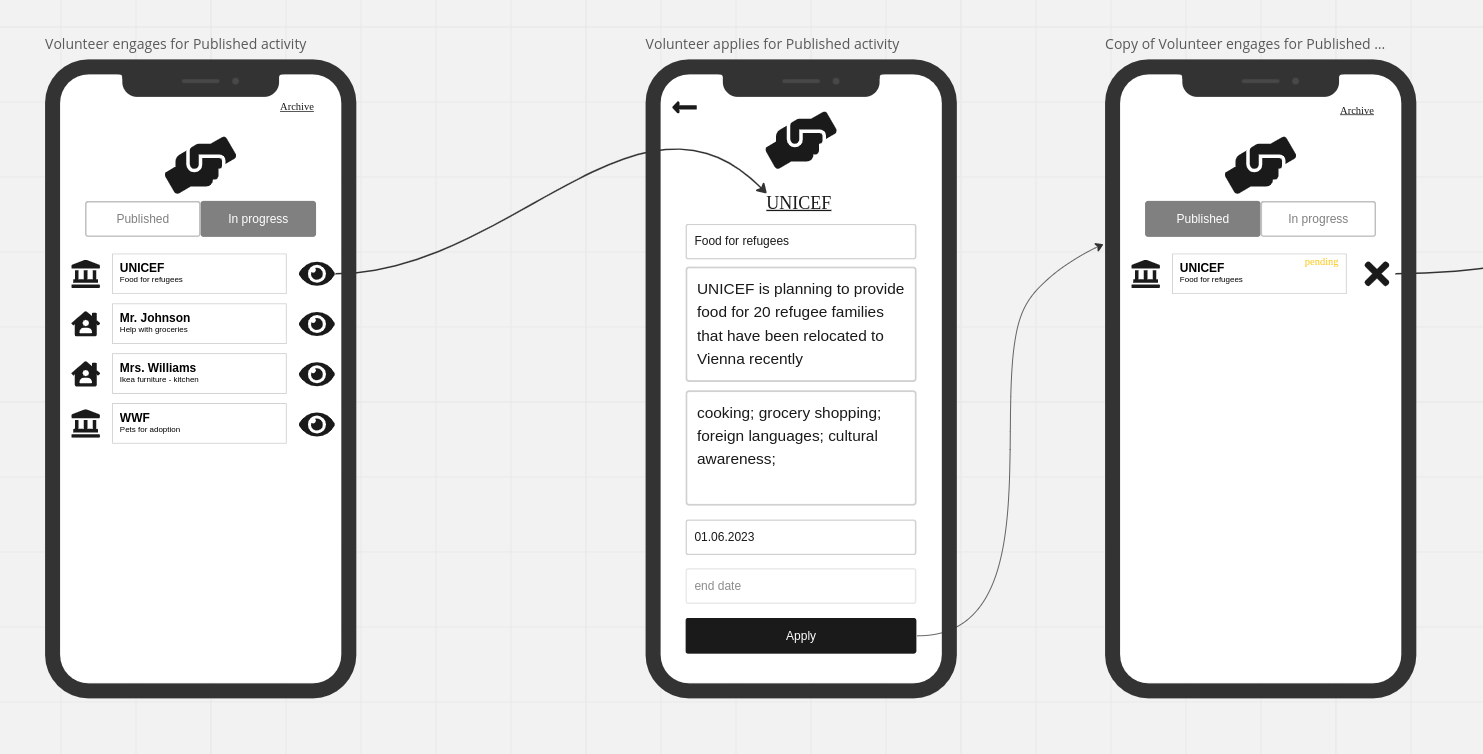 Volunteer engages for Published activity
Archive
Published
In progress
UNICEF
Food for refugees
Mr. Johnson
Help with groceries
Mrs. Williams
Ikea furniture - kitchen
WWF
Pets for adoption
Volunteer applies for Published activity
UNICEF
Food for refugees
UNICEF is planning to provide
food for 20 refugee families
that have been relocated to
Vienna recently
cooking; grocery shopping;
foreign languages; cultural
awareness;
01.06.2023
end date
Apply
Copy of Volunteer engages for Published ...
Archive
Published
In progress
UNICEF
pending
Food for refugees